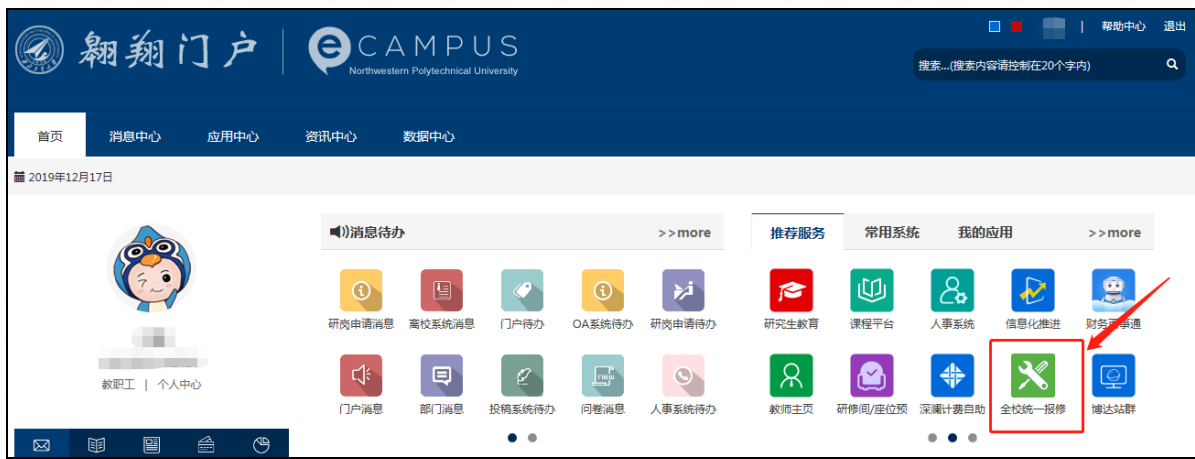 翱翔门户
eCAMPUS
Northwestern Polytechnical University
| 帮助中心 退出
搜索...(搜索内容请控制在20个字内)
首页 消息中心 应用中心 资讯中心 数据中心
2019年12月17日
消息待办 >>more
推荐服务 常用系统 我的应用 >>more
研岗申请消息 高校系统消息 门户待办 OA系统待办 研岗申请待办
研究生教育 课程平台 人事系统 信息化推进 财务 事通
教职工 | 个人中心
new
门户消息 部门消息 投稿系统待办 问卷消息 人事系统待办
教师主页 研修间/座位预 深澜计费自助 全校统一报修 博达站群